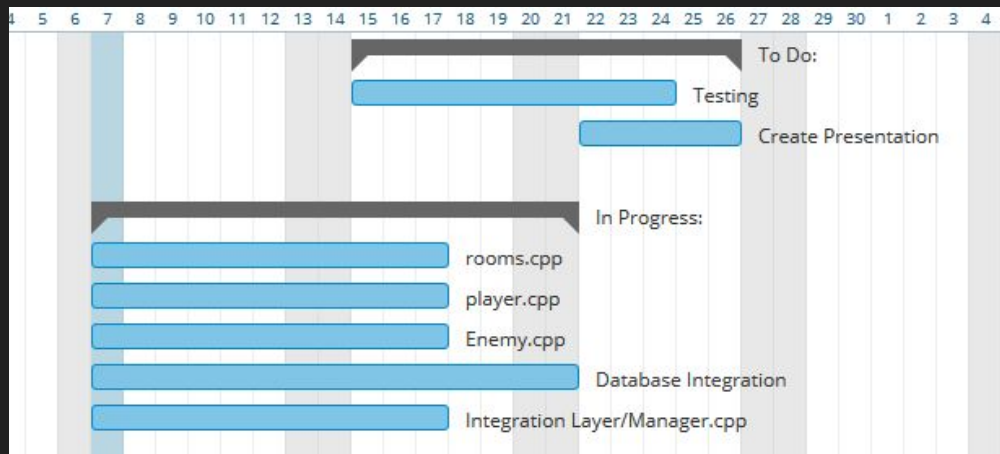 4 5 6 7 8 9 10 11 12 13 14 15 16 17 18 19 20 21 22 23 24 25 26 27 28 29 30 1 2 3 4
To Do:
Testing
Create Presentation
In Progress:
rooms.cpp
player.cpp
Enemy.cpp
Database Integration
Integration Layer/Manager.cpp